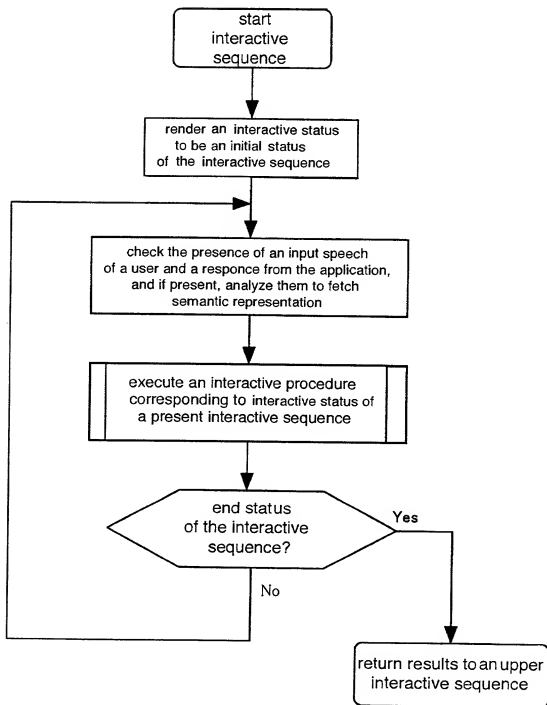 start
interactive
sequence
render an interactive status
to be an initial status
of the interactive sequence
check the presence of an input speech
of a user and a responce from the application,
and if present, analyze them to fetch
semantic representation
execute an interactive procedure
corresponding to interactive status of
a present interactive sequence
end status
of the interactive
sequence?
Yes
No
return results to an upper
interactive sequence